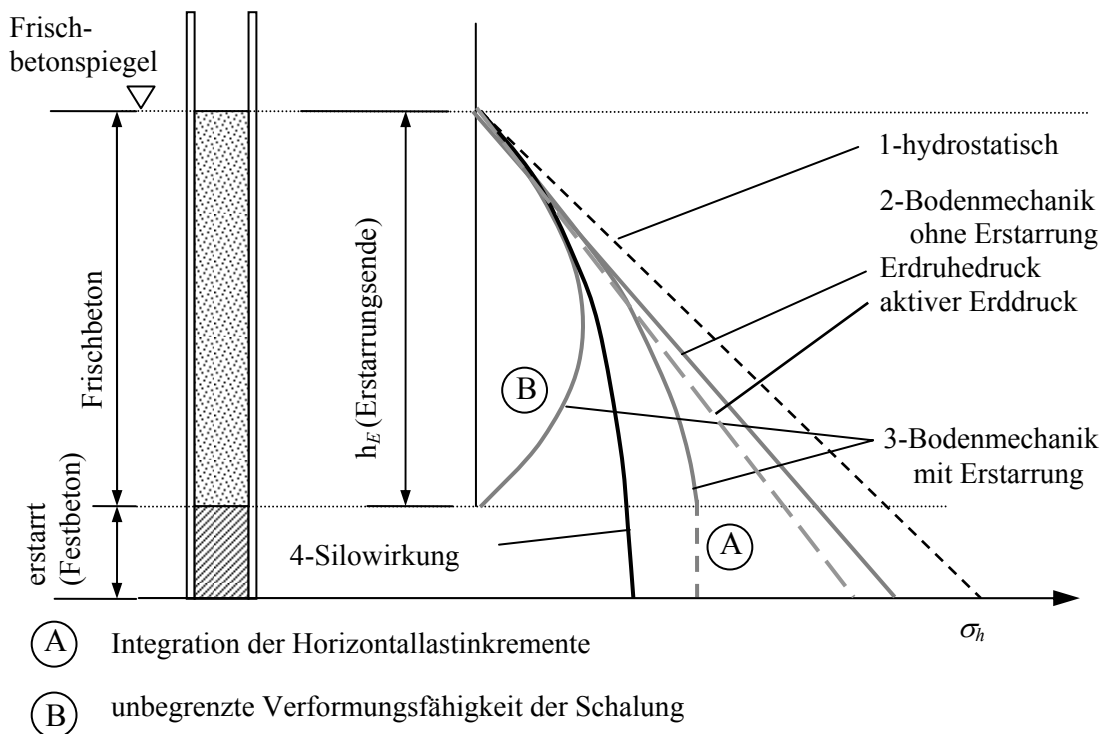 Frisch-
betonspiegel
1-hydrostatisch
2-Bodenmechanik
ohne Erstarrung
Erdruhedruck
aktiver Erddruck
Frischbeton
h_E (Erstarrungsende)
B
3-Bodenmechanik
mit Erstarrung
erstarrt
(Festbeton)
4-Silowirkung
A
σ_h
A Integration der Horizontallastinkremente
B unbegrenzte Verformungsfähigkeit der Schalung